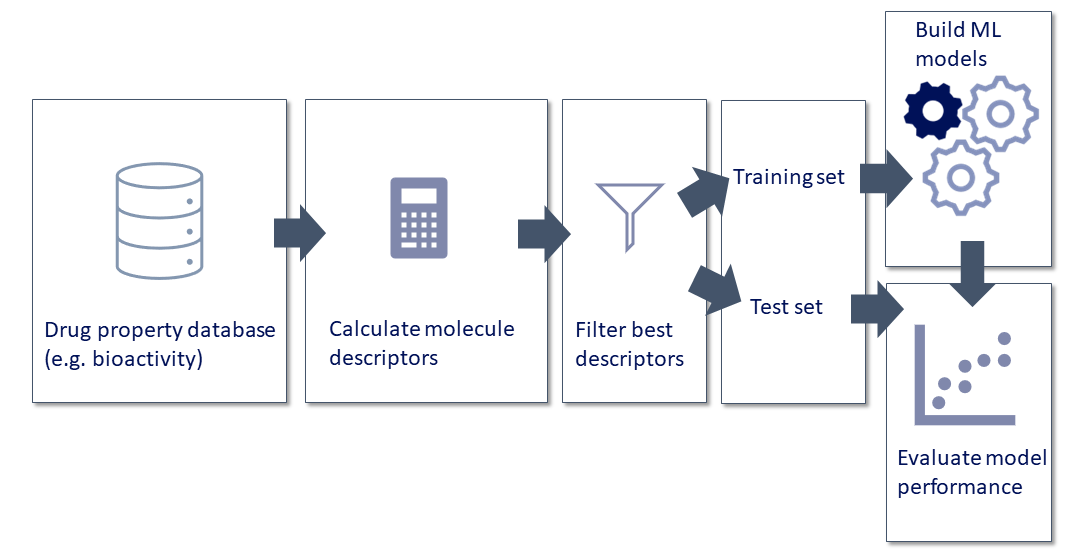 Drug property database
(e.g. bioactivity)
Calculate molecule
descriptors
Filter best
descriptors
Training set
Test set
Build ML
models
Evaluate model
performance